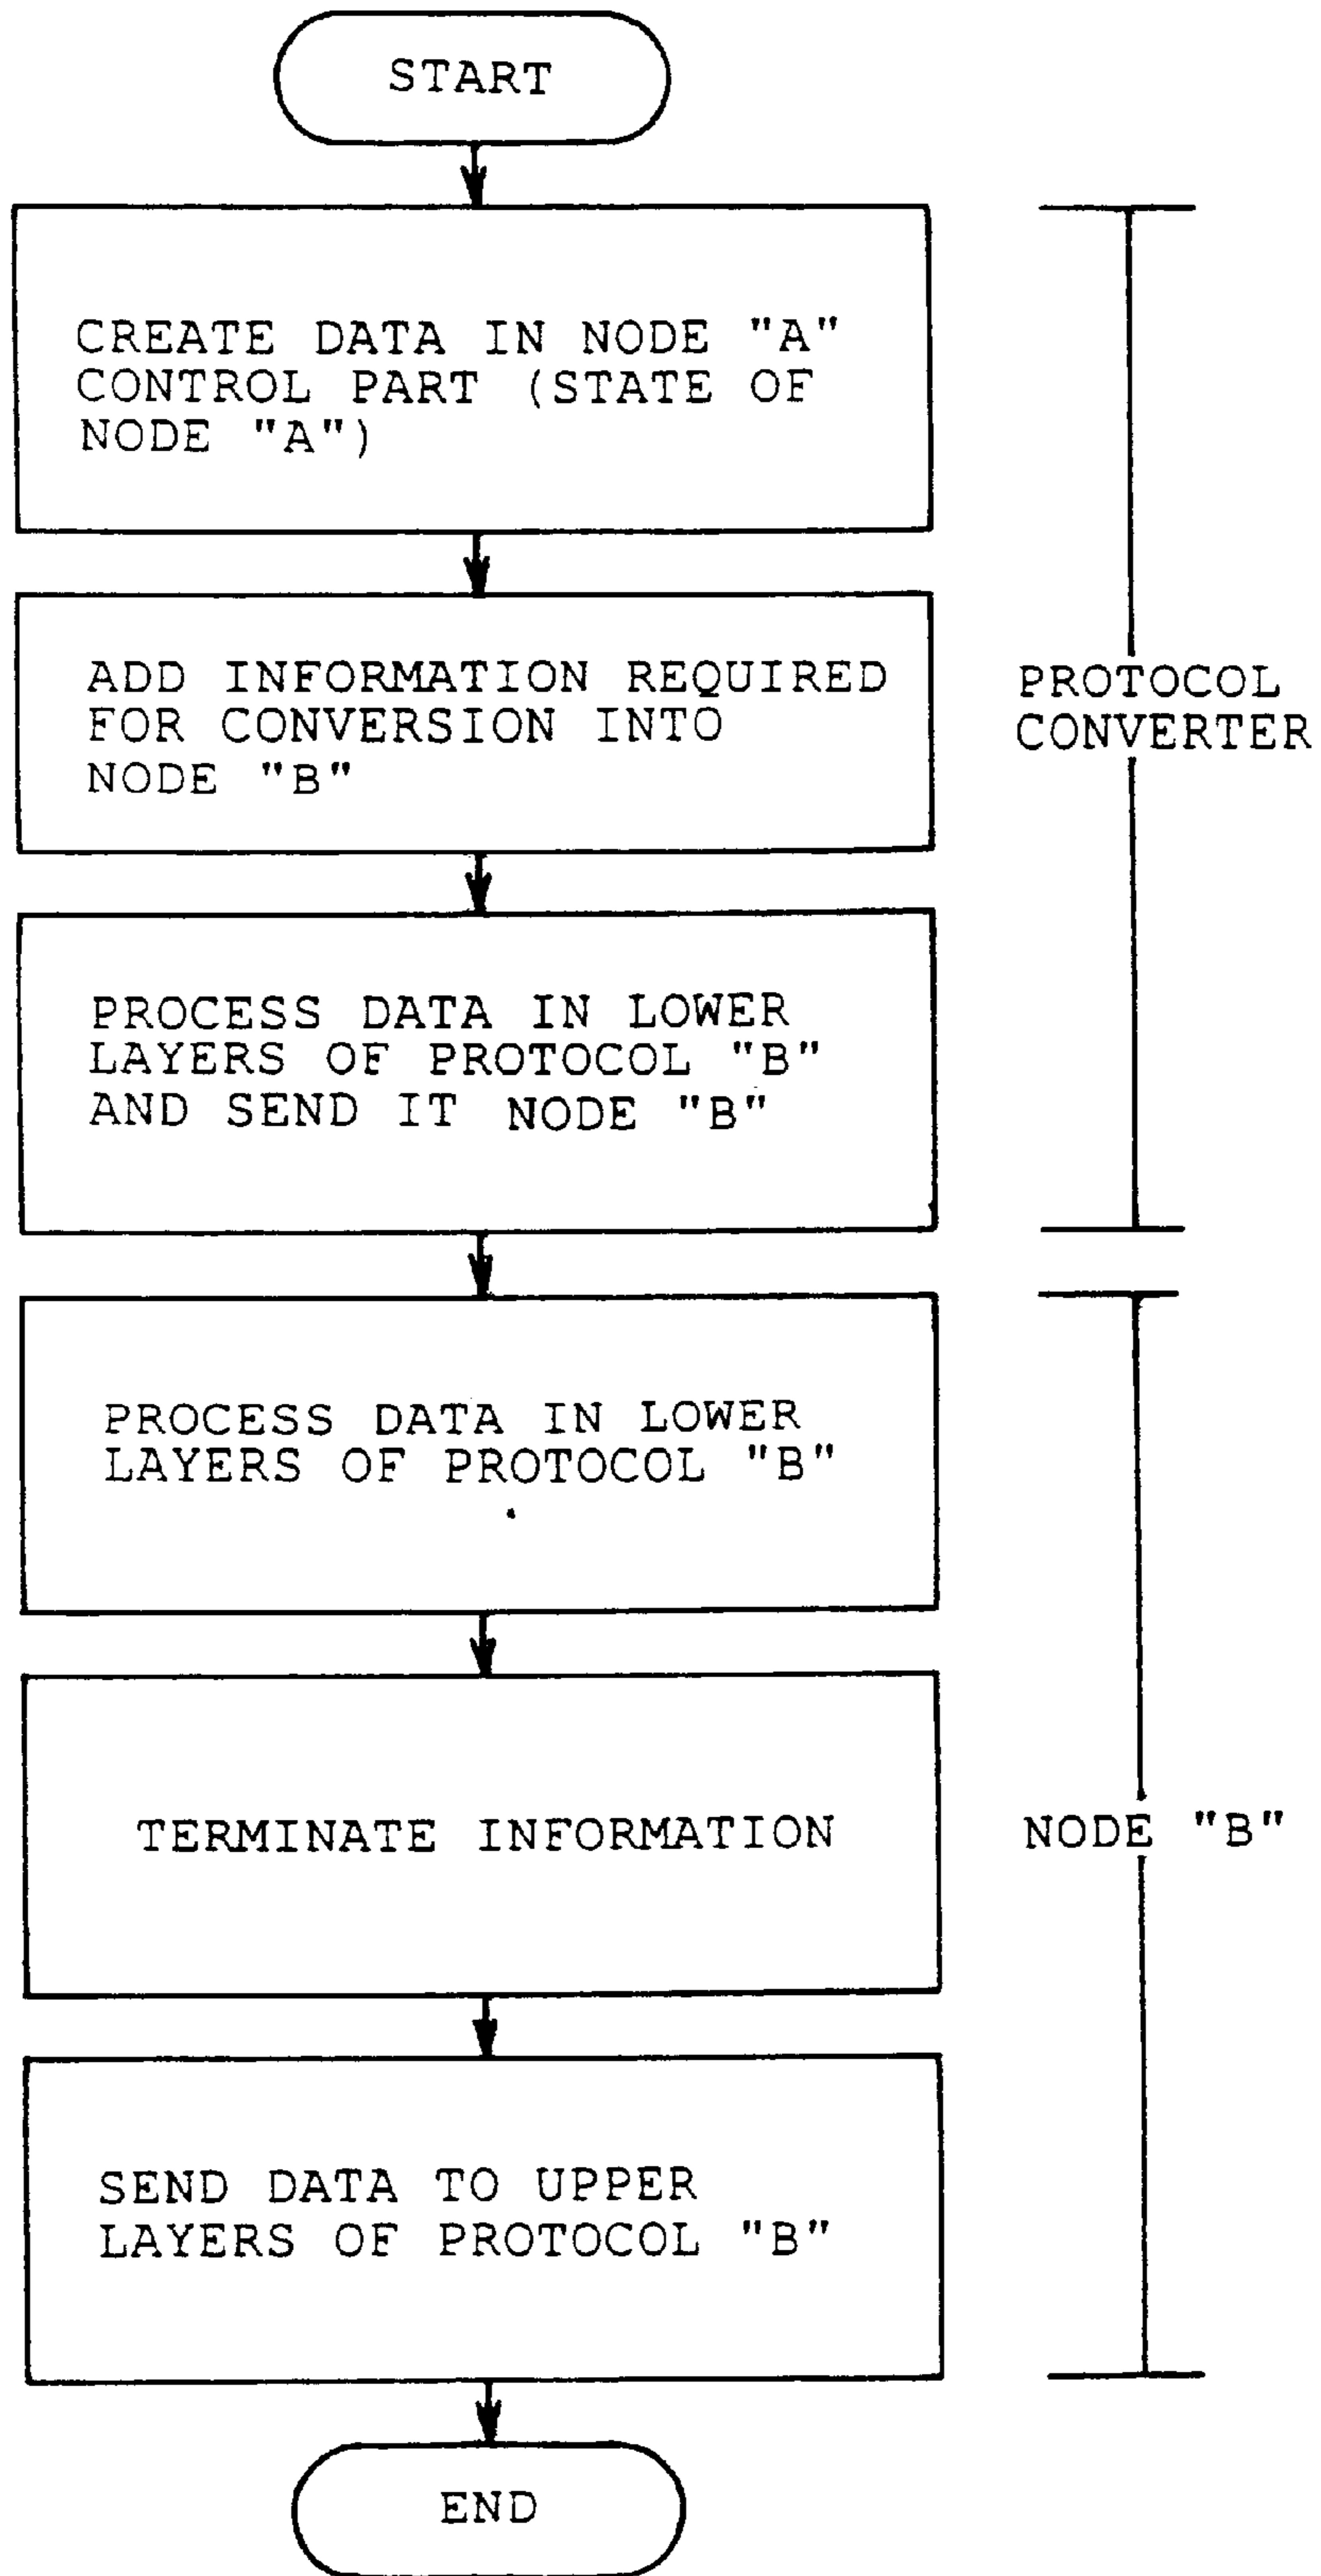 START
CREATE DATA IN NODE "A"
CONTROL PART (STATE OF
NODE "A")
ADD INFORMATION REQUIRED
FOR CONVERSION INTO
NODE "B"
PROTOCOL
CONVERTER
PROCESS DATA IN LOWER
LAYERS OF PROTOCOL "B"
AND SEND IT NODE "B"
PROCESS DATA IN LOWER
LAYERS OF PROTOCOL "B"
TERMINATE INFORMATION
NODE "B"
SEND DATA TO UPPER
LAYERS OF PROTOCOL "B"
END